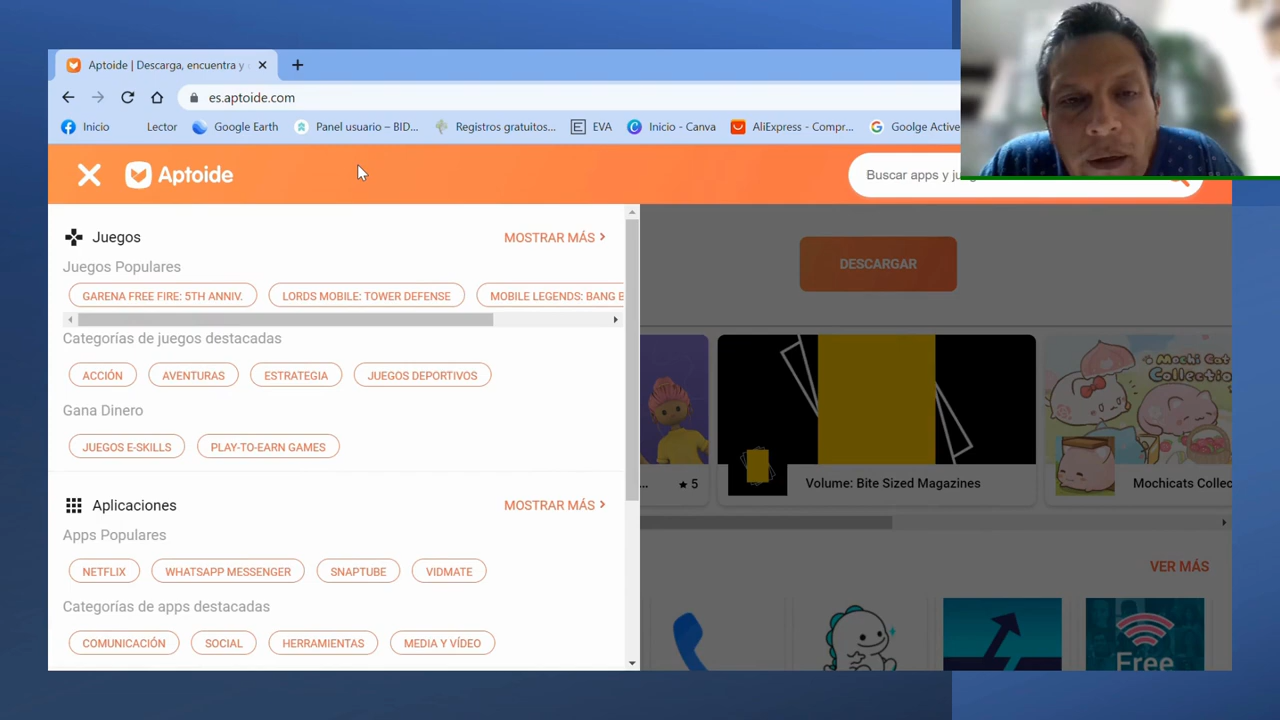 Aptoide | Descarga, encuentra y
es.aptoide.com
Inicio Lector Google Earth Panel usuario – BID... Registros gratuitos... EVA Inicio - Canva AliExpress - Compr... Goolge Active
Aptoide
Buscar apps y
Juegos MOSTRAR MÁS
Juegos Populares
GARENA FREE FIRE: 5TH ANNIV. LORDS MOBILE: TOWER DEFENSE MOBILE LEGENDS: BANG B
Categorías de juegos destacadas
ACCIÓN AVENTURAS ESTRATEGIA JUEGOS DEPORTIVOS
Gana Dinero
JUEGOS E-SKILLS PLAY-TO-EARN GAMES
Aplicaciones MOSTRAR MÁS
Apps Populares
NETFLIX WHATSAPP MESSENGER SNAPTUBE VIDMATE
Categorías de apps destacadas
COMUNICACIÓN SOCIAL HERRAMIENTAS MEDIA Y VÍDEO
DESCARGAR
Mochi Cat
Collectio
... 5
Volume: Bite Sized Magazines
Mochicats Collec
VER MÁS
Free